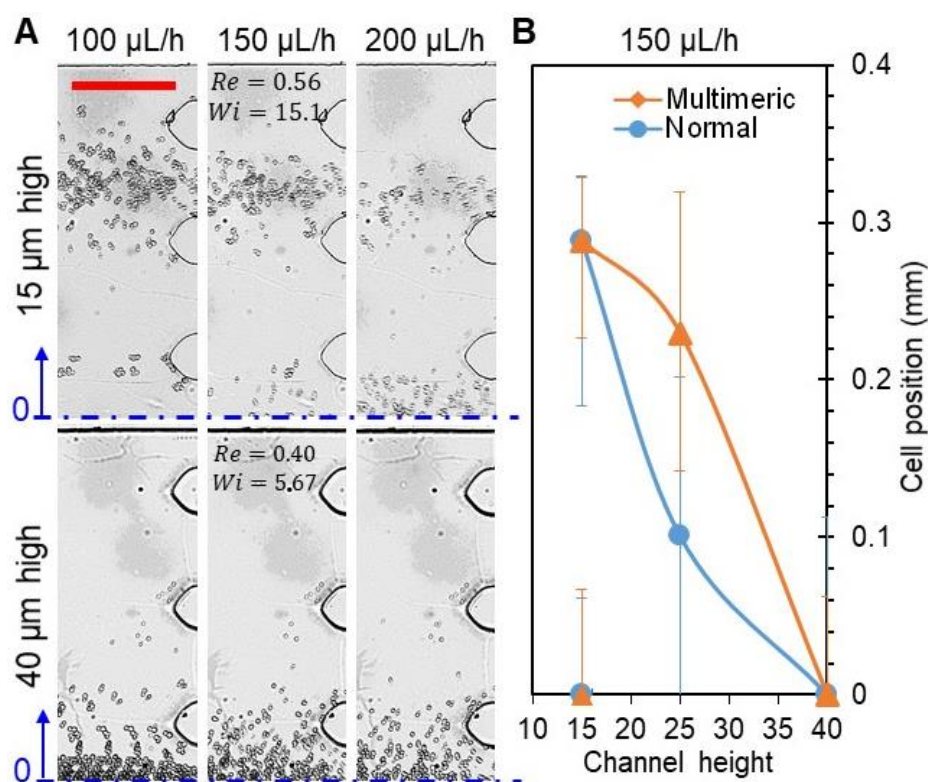 A
100 μL/h 150 μL/h 200 μL/h
15 μm high
Re = 0.56
Wi = 15.1
0
40 μm high
Re = 0.40
Wi = 5.67
0
B
150 μL/h
Multimeric
Normal
0.4
0.3
0.2
0.1
0
Cell position (mm)
10 15 20 25 30 35 40
Channel height